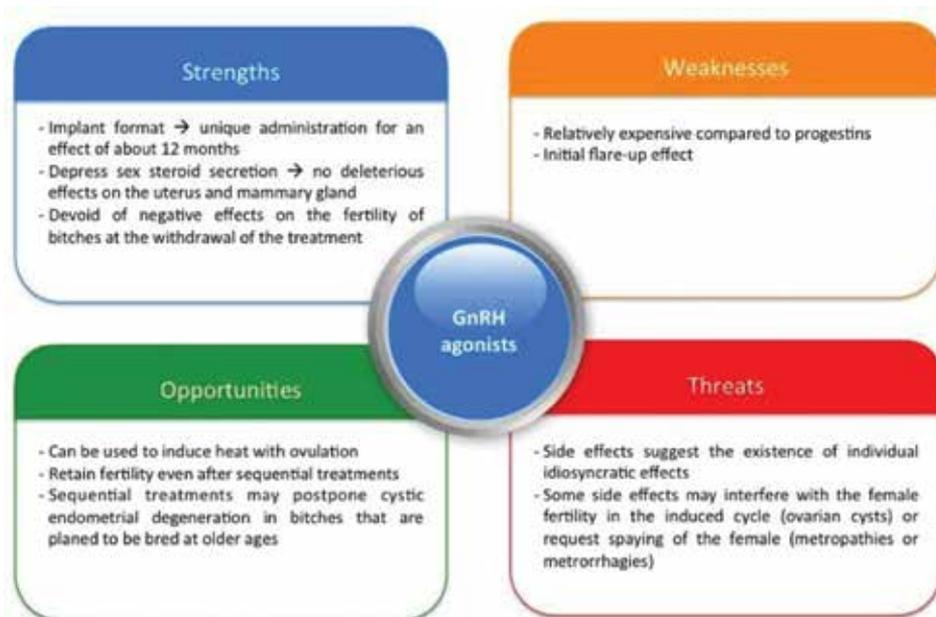 Strengths
- Implant format → unique administration for an
effect of about 12 months
- Depress sex steroid secretion → no deleterious
effects on the uterus and mammary gland
- Devoid of negative effects on the fertility of
bitches at the withdrawal of the treatment
Weaknesses
- Relatively expensive compared to progestins
- Initial flare-up effect
GnRH
agonists
Opportunities
- Can be used to induce heat with ovulation
- Retain fertility even after sequential treatments
- Sequential treatments may postpone cystic
endometrial degeneration in bitches that are
planed to be bred at older ages
Threats
- Side effects suggest the existence of individual
idiosyncratic effects
- Some side effects may interfere with the female
fertility in the induced cycle (ovarian cysts) or
request spaying of the female (metropathies or
metrorrhagies)